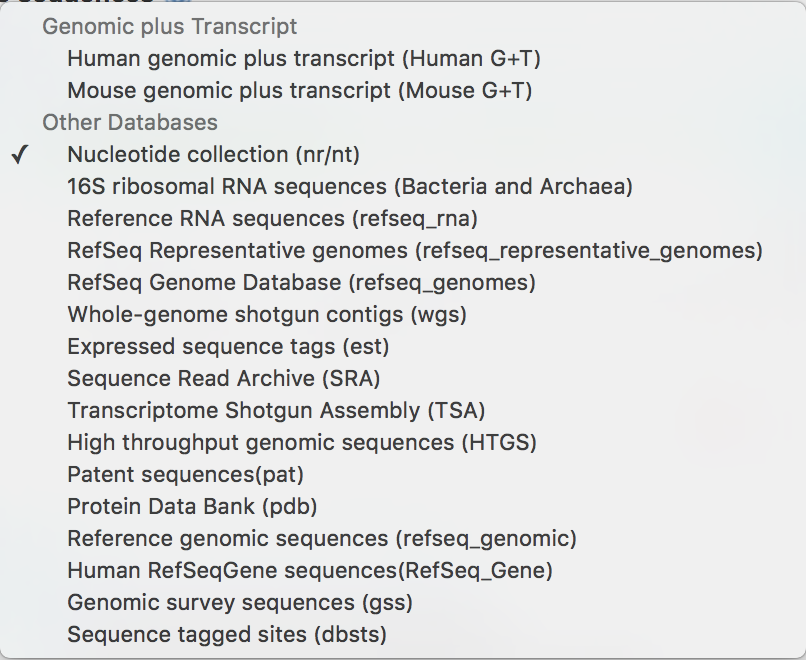 Genomic plus Transcript
Human genomic plus transcript (Human G+T)
Mouse genomic plus transcript (Mouse G+T)
Other Databases
✓ Nucleotide collection (nr/nt)
16S ribosomal RNA sequences (Bacteria and Archaea)
Reference RNA sequences (refseq_rna)
RefSeq Representative genomes (refseq_representative_genomes)
RefSeq Genome Database (refseq_genomes)
Whole-genome shotgun contigs (wgs)
Expressed sequence tags (est)
Sequence Read Archive (SRA)
Transcriptome Shotgun Assembly (TSA)
High throughput genomic sequences (HTGS)
Patent sequences(pat)
Protein Data Bank (pdb)
Reference genomic sequences (refseq_genomic)
Human RefSeqGene sequences(RefSeq_Gene)
Genomic survey sequences (gss)
Sequence tagged sites (dbsts)